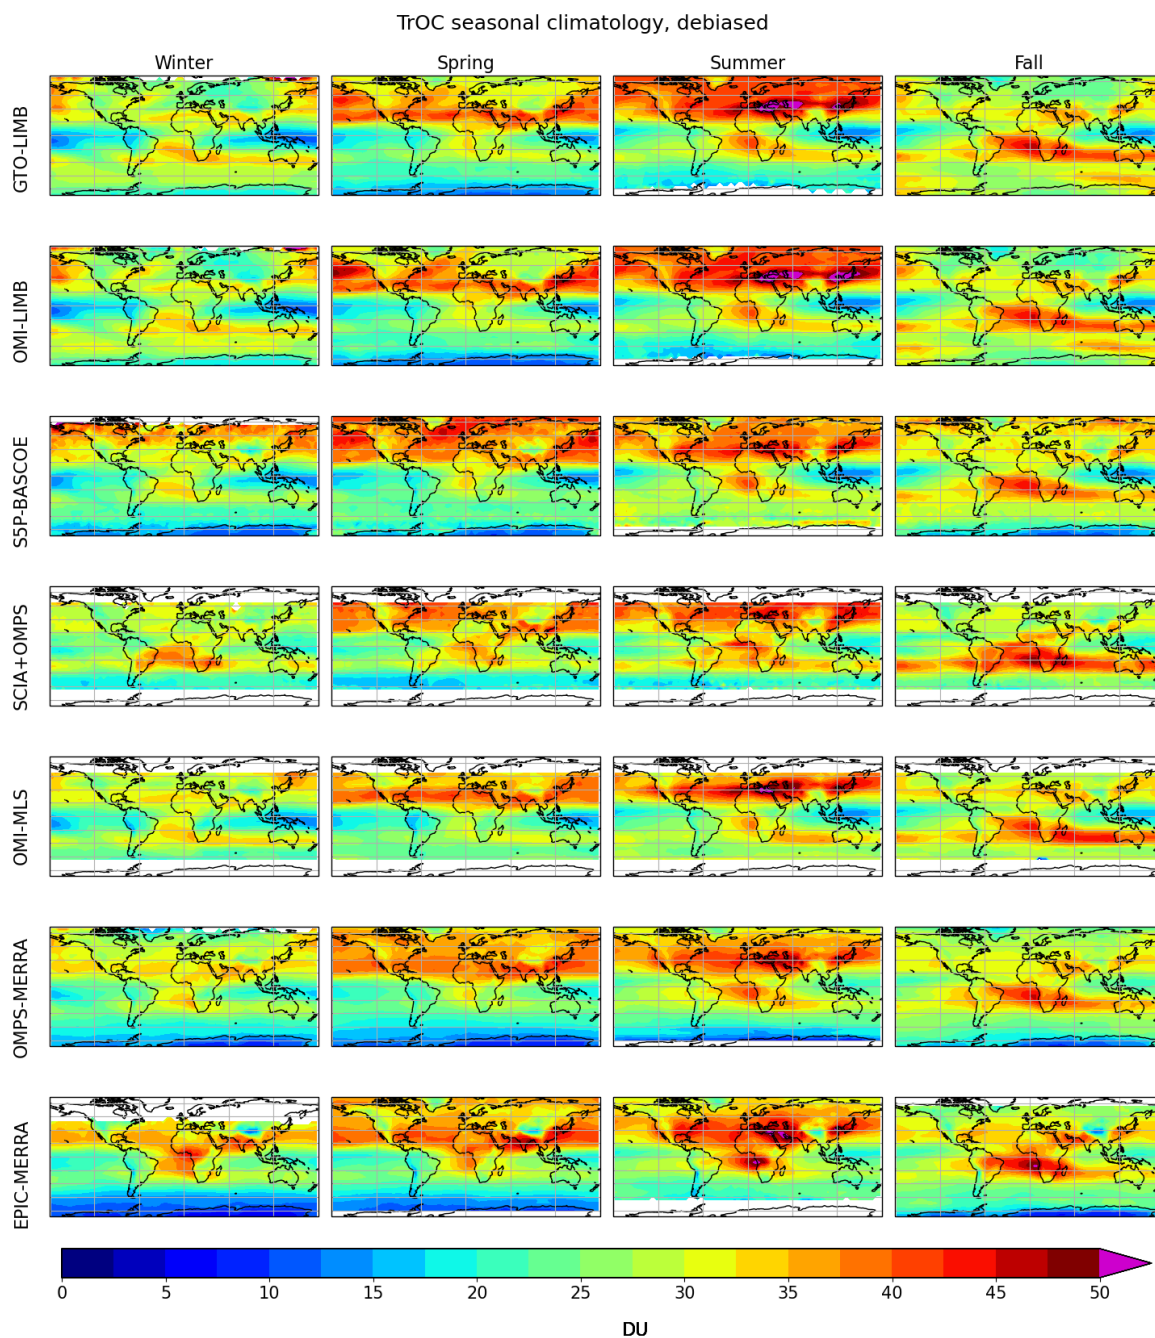 TrOC seasonal climatology, debiased
Winter Spring Summer Fall
GTO-LIMB
OMI-LIMB
S5P-BASCOE
SCIA+OMPS
OMI-MLS
OMPS-MERRA
EPIC-MERRA
0 5 10 15 20 25 30 35 40 45 50
DU